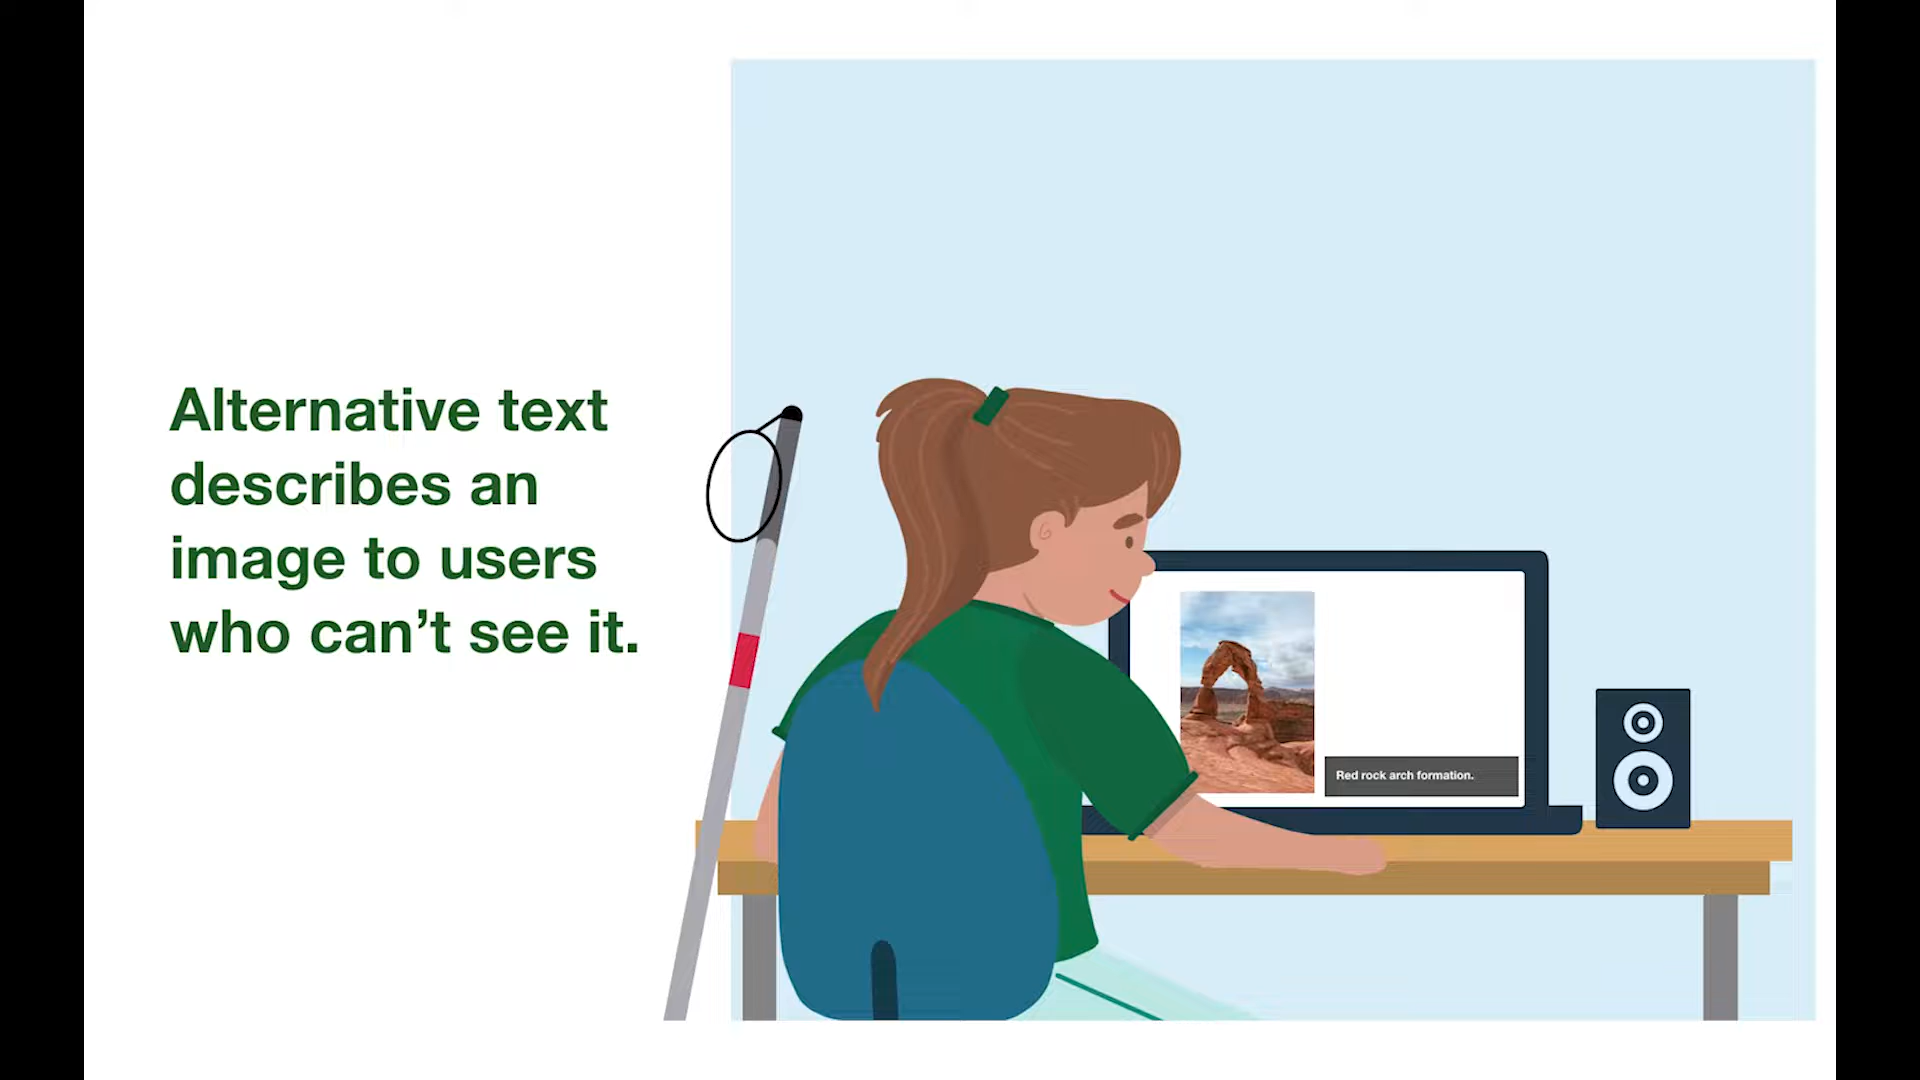 Alternative text
describes an
image to users
who can’t see it.
Red rock arch formation.